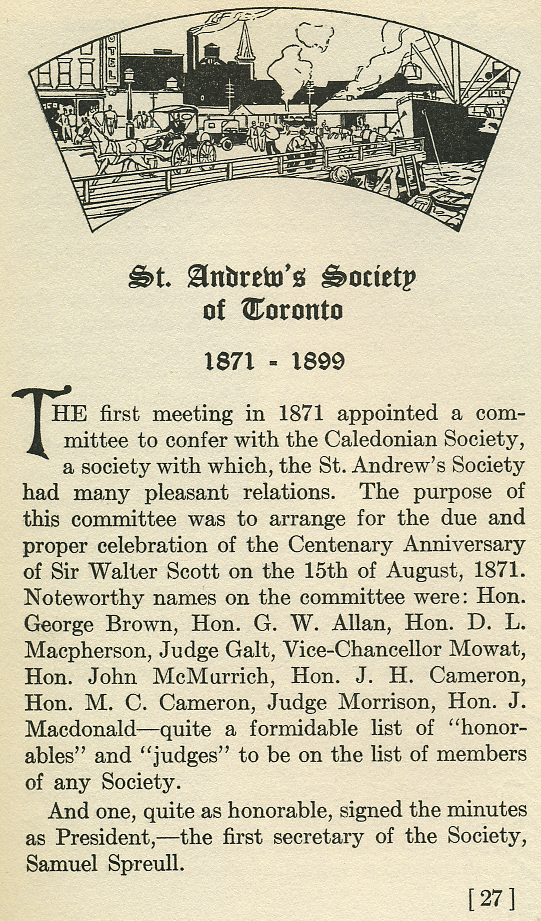 OTEL
St. Andrew's Society
of Toronto
1871 - 1899
THE first meeting in 1871 appointed a com-
mittee to confer with the Caledonian Society,
a society with which, the St. Andrew's Society
had many pleasant relations. The purpose of
this committee was to arrange for the due and
proper celebration of the Centenary Anniversary
of Sir Walter Scott on the 15th of August, 1871.
Noteworthy names on the committee were: Hon.
George Brown, Hon. G. W. Allan, Hon. D. L.
Macpherson, Judge Galt, Vice-Chancellor Mowat,
Hon. John McMurrich, Hon. J. H. Cameron,
Hon. M. C. Cameron, Judge Morrison, Hon. J.
Macdonald—quite a formidable list of "honor-
ables" and "judges" to be on the list of members
of any Society.
And one, quite as honorable, signed the minutes
as President,—the first secretary of the Society,
Samuel Spreull.
[ 27 ]